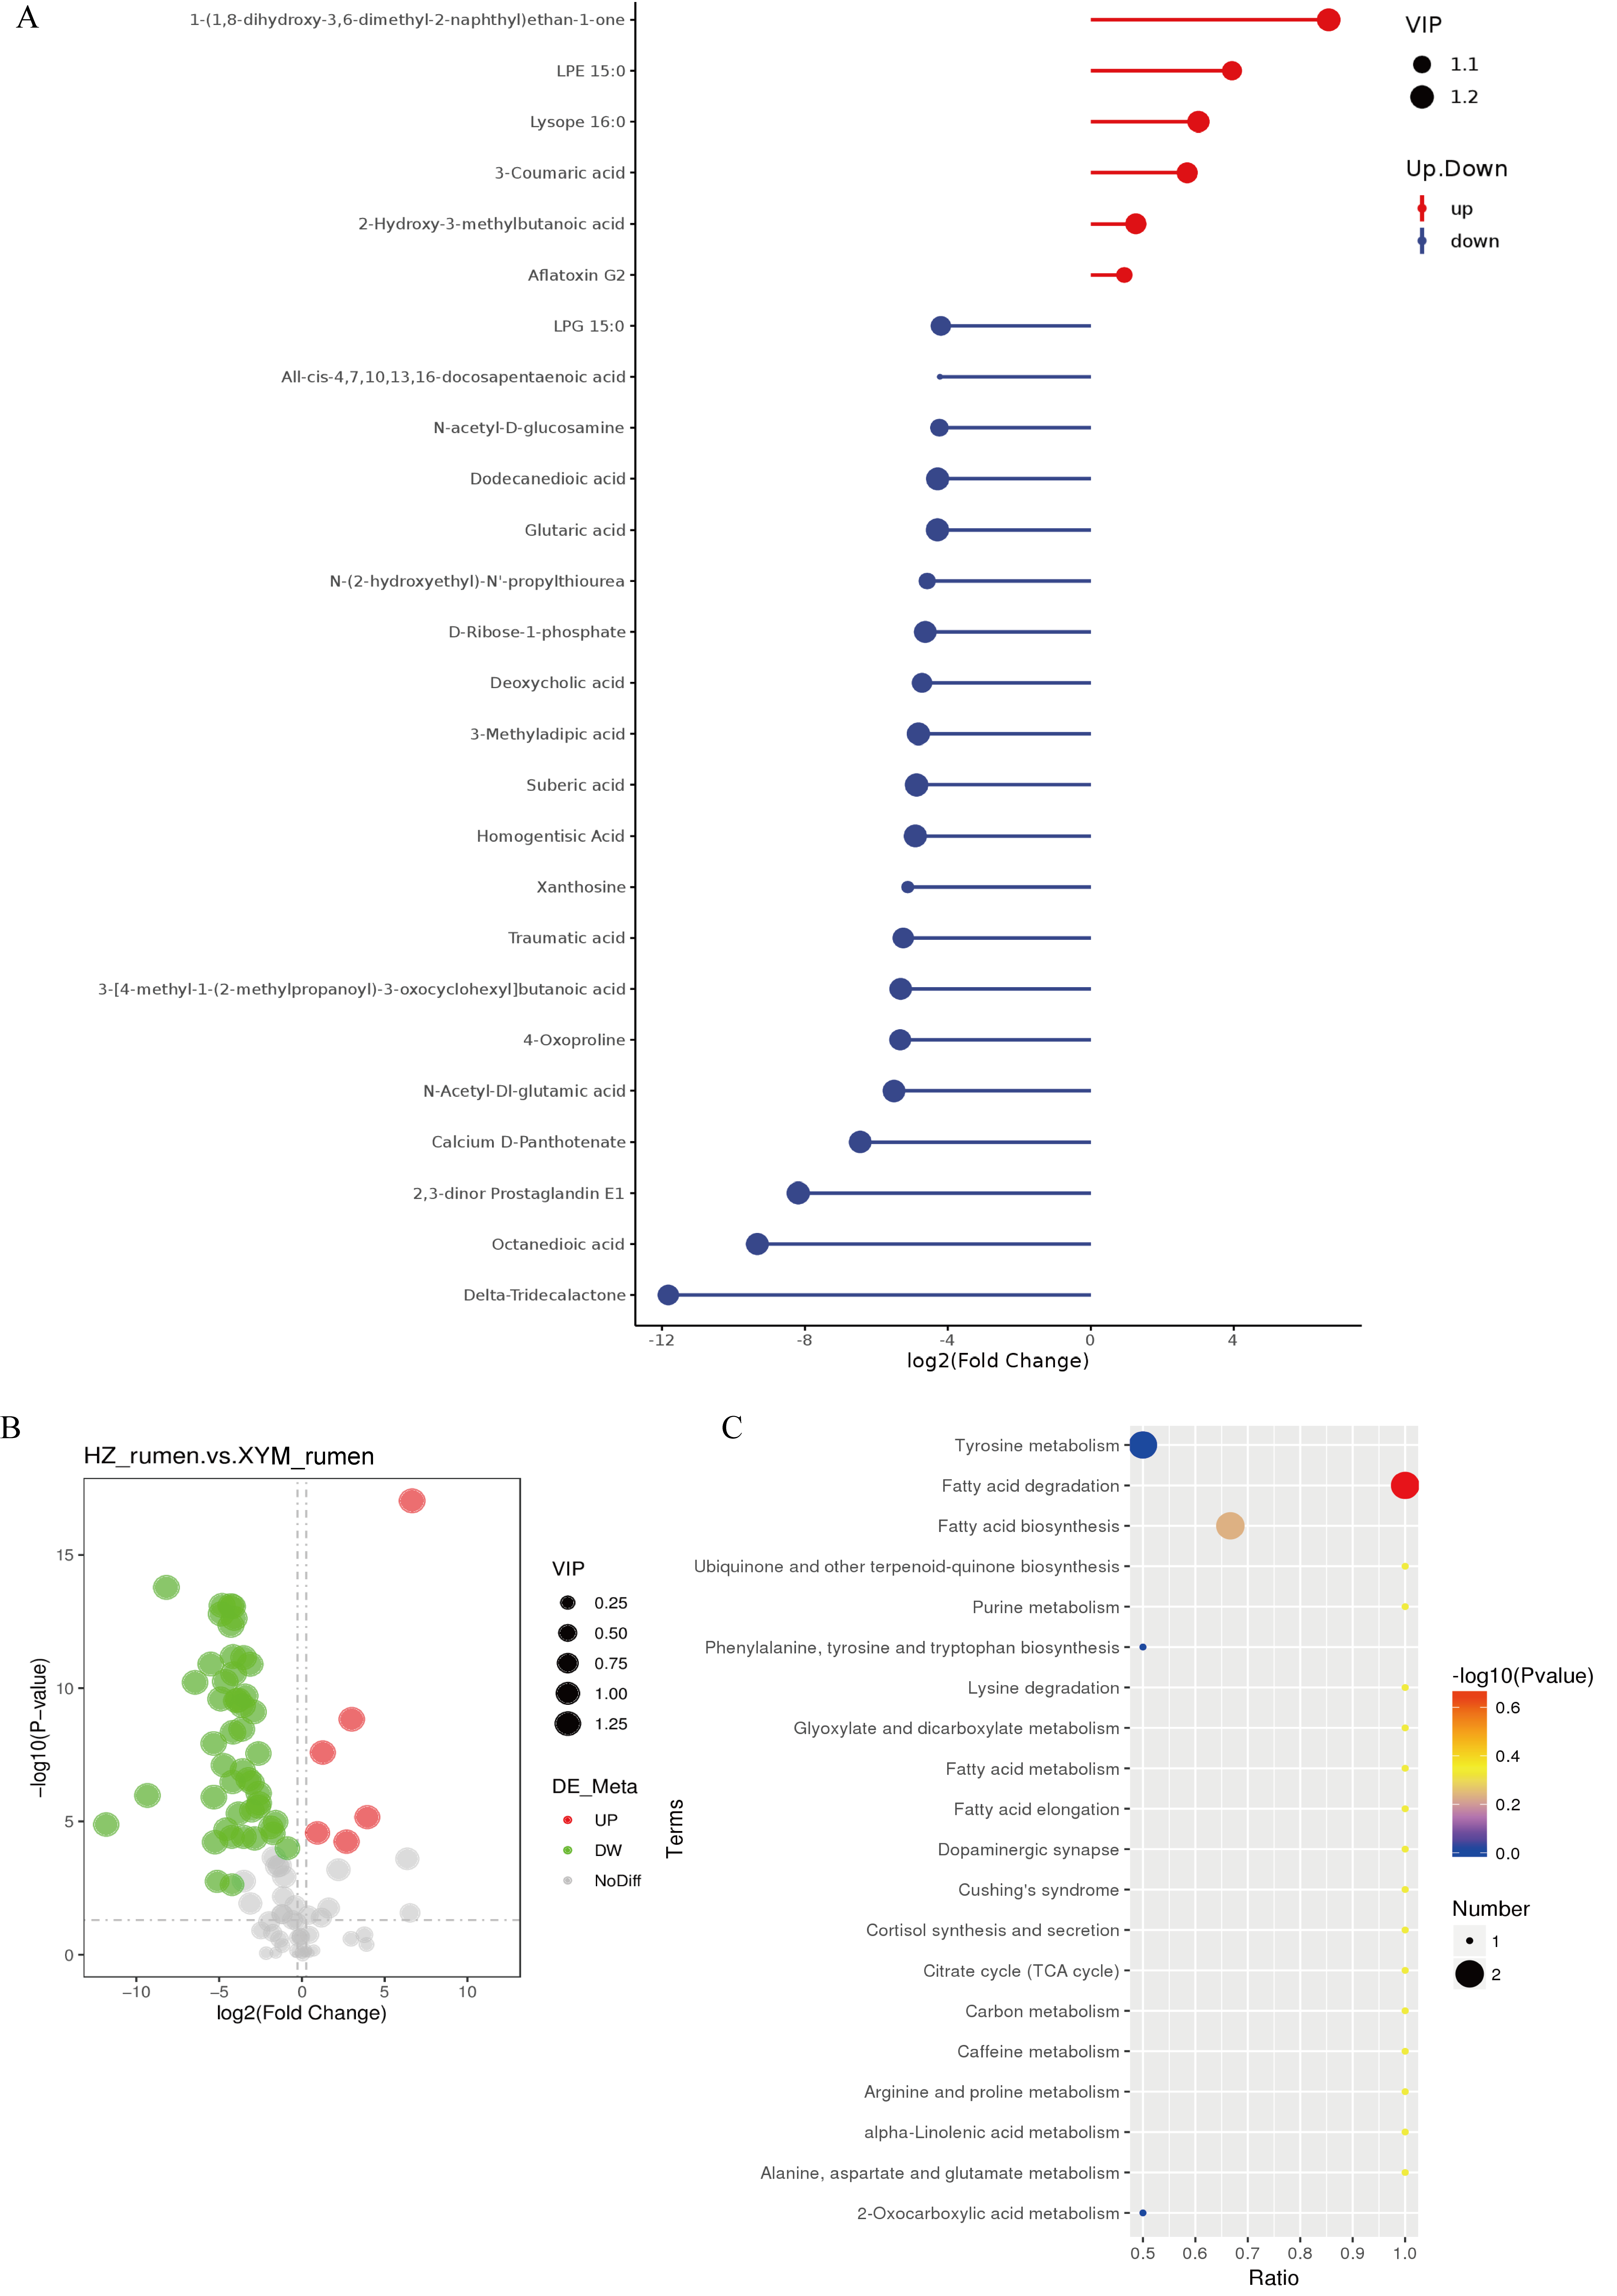 A
1-(1,8-dihydroxy-3,6-dimethyl-2-naphthyl)ethan-1-one
LPE 15:0
Lysope 16:0
3-Coumaric acid
2-Hydroxy-3-methylbutanoic acid
Aflatoxin G2
LPG 15:0
All-cis-4,7,10,13,16-docosapentaenoic acid
N-acetyl-D-glucosamine
Dodecanedioic acid
Glutaric acid
N-(2-hydroxyethyl)-N'-propylthiourea
D-Ribose-1-phosphate
Deoxycholic acid
3-Methyladipic acid
Suberic acid
Homogentisic Acid
Xanthosine
Traumatic acid
3-[4-methyl-1-(2-methylpropanoyl)-3-oxocyclohexyl]butanoic acid
4-Oxoproline
N-Acetyl-Dl-glutamic acid
Calcium D-Panthotenate
2,3-dinor Prostaglandin E1
Octanedioic acid
Delta-Tridecalactone
-12 -8 -4 0 4
log2(Fold Change)
VIP
1.1
1.2
Up.Down
up
down
B
HZ_rumen.vs.XYM_rumen
−log10(P−value)
15
10
5
0
−10 −5 0 5 10
log2(Fold Change)
VIP
0.25
0.50
0.75
1.00
1.25
DE_Meta
UP
DW
NoDiff
C
Terms
Tyrosine metabolism
Fatty acid degradation
Fatty acid biosynthesis
Ubiquinone and other terpenoid-quinone biosynthesis
Purine metabolism
Phenylalanine, tyrosine and tryptophan biosynthesis
Lysine degradation
Glyoxylate and dicarboxylate metabolism
Fatty acid metabolism
Fatty acid elongation
Dopaminergic synapse
Cushing's syndrome
Cortisol synthesis and secretion
Citrate cycle (TCA cycle)
Carbon metabolism
Caffeine metabolism
Arginine and proline metabolism
alpha-Linolenic acid metabolism
Alanine, aspartate and glutamate metabolism
2-Oxocarboxylic acid metabolism
0.5 0.6 0.7 0.8 0.9 1.0
Ratio
-log10(Pvalue)
0.6
0.4
0.2
0.0
Number
1
2